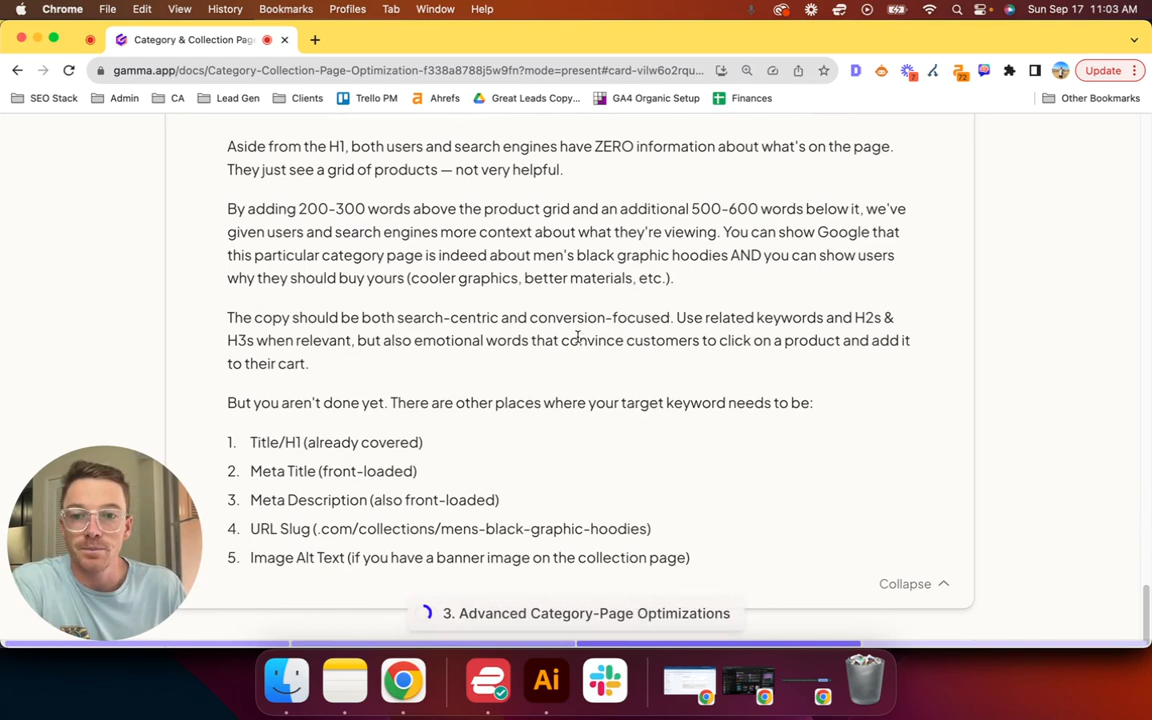 Chrome File Edit View History Bookmarks Profiles Tab Window Help
Sun Sep 17 11:03 AM
Category & Collection Pag
gamma.app/docs/Category-Collection-Page-Optimization-f338a8788j5w9fn?mode=present#card-vilw6o2rqu...
Update
SEO Stack Admin CA Lead Gen Clients Trello PM Ahrefs Great Leads Copy... GA4 Organic Setup Finances Other Bookmarks
Aside from the H1, both users and search engines have ZERO information about what's on the page.
They just see a grid of products — not very helpful.
By adding 200-300 words above the product grid and an additional 500-600 words below it, we've
given users and search engines more context about what they're viewing. You can show Google that
this particular category page is indeed about men's black graphic hoodies AND you can show users
why they should buy yours (cooler graphics, better materials, etc.).
The copy should be both search-centric and conversion-focused. Use related keywords and H2s &
H3s when relevant, but also emotional words that convince customers to click on a product and add it
to their cart.
But you aren't done yet. There are other places where your target keyword needs to be:
1. Title/H1 (already covered)
2. Meta Title (front-loaded)
3. Meta Description (also front-loaded)
4. URL Slug (.com/collections/mens-black-graphic-hoodies)
5. Image Alt Text (if you have a banner image on the collection page)
Collapse
3. Advanced Category-Page Optimizations
Ai